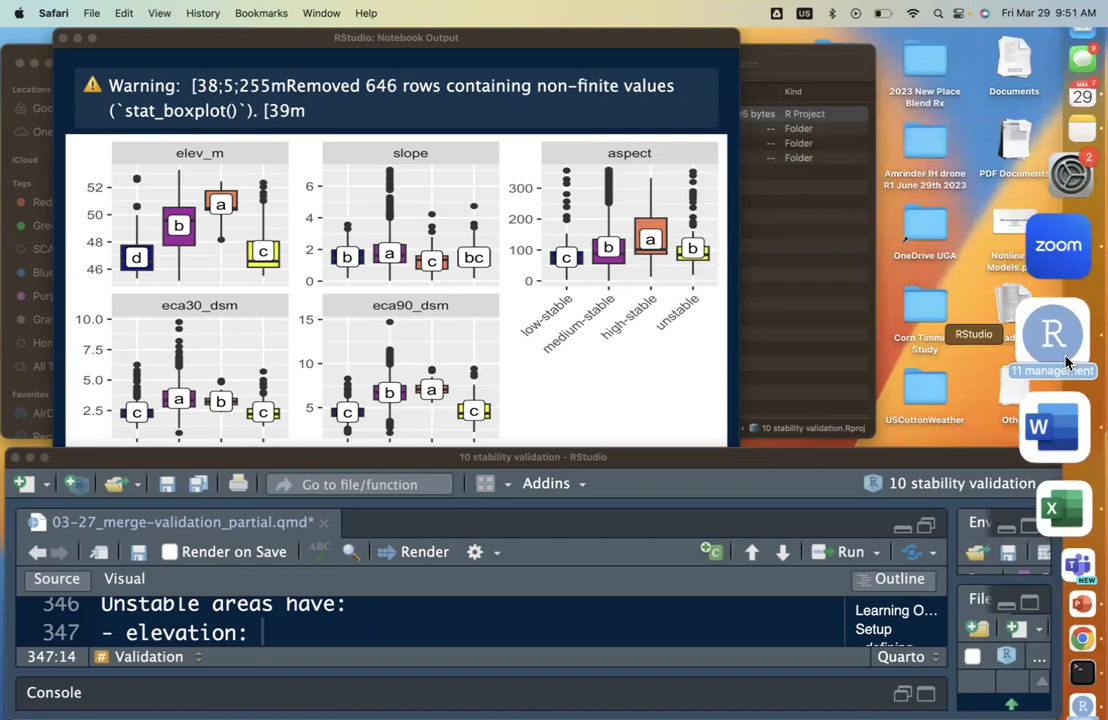 Safari File Edit View History Bookmarks Window Help
US
Fri Mar 29 9:51 AM
RStudio: Notebook Output
Warning: [38;5;255mRemoved 646 rows containing non-finite values
(`stat_boxplot()`). [39m
elev_m
slope
aspect
52
50
48
46
d
b
a
c
6
4
2
0
b
a
c
bc
300
200
100
0
c
b
a
b
low-stable
medium-stable
high-stable
unstable
eca30_dsm
eca90_dsm
10.0
7.5
5.0
2.5
c
a
b
c
15
10
5
c
b
a
c
Locations
iCloud
Tags
Red
Favorites
Kind
R Project
-- Folder
-- Folder
-- Folder
10 stability validation.Rproj
2023 New Place
Blend Rx
DOCX
Documents
Amrinder IH drone
R1 June 29th 2023
PDF Documents
OneDrive UGA
Corn Timm
Study
USCottonWeather
29
2
zoom
RStudio
R
11 management
W
X
NEW
10 stability validation - RStudio
Go to file/function
Addins
10 stability validation
03-27_merge-validation_partial.qmd*
Render on Save
ABC
Render
Run
Source
Visual
Outline
346 Unstable areas have:
347 - elevation:
Learning O...
Setup
347:14
# Validation
Quarto
Console